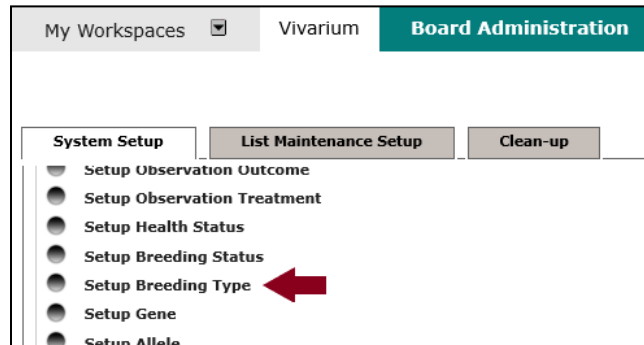 My Workspaces Vivarium Board Administration
System Setup List Maintenance Setup Clean-up
Setup Observation Outcome
Setup Observation Treatment
Setup Health Status
Setup Breeding Status
Setup Breeding Type
Setup Gene
Setup Allele